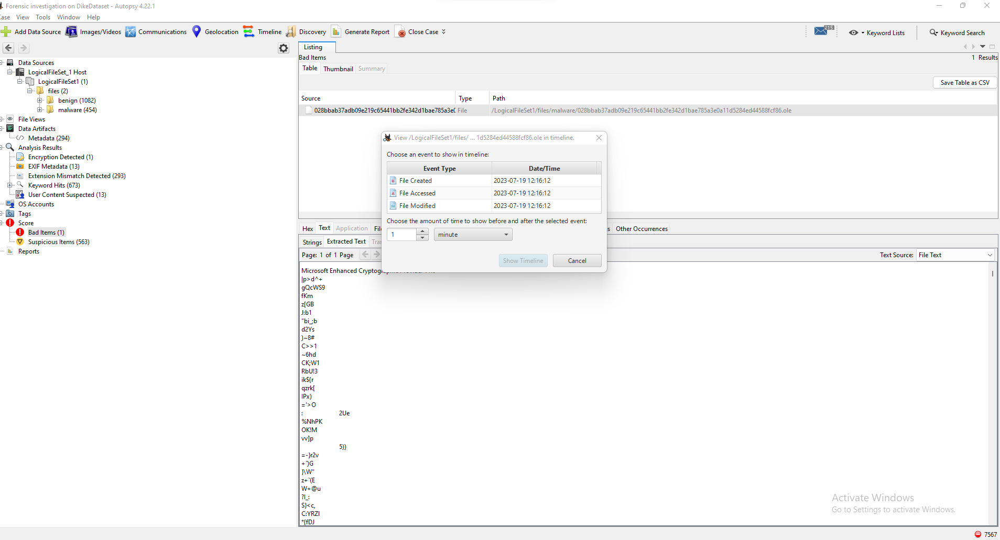 Forensic investigation on DikeDataset - Autopsy 4.22.1
ase View Tools Window Help
Add Data Source Images/Videos Communications Geolocation Timeline Discovery Generate Report Close Case 215 Keyword Lists Keyword Search
Listing
Bad Items 1 Results
Table Thumbnail Summary
Save Table as CSV
Source Type Path
028bbab37adb09e219c65441bb2fe342d1bae785a3e0 File /LogicalFileSet1/files/malware/028bbab37adb09e219c65441bb2fe342d1bae785a3e0a11d5284ed44588fcf86.ole
Data Sources
LogicalFileSet_1 Host
LogicalFileSet1 (1)
files (2)
benign (1082)
malware (454)
File Views
Data Artifacts
Metadata (294)
Analysis Results
Encryption Detected (1)
EXIF Metadata (13)
Extension Mismatch Detected (293)
Keyword Hits (673)
User Content Suspected (13)
OS Accounts
Tags
Score
Bad Items (1)
Suspicious Items (563)
Reports
View /LogicalFileSet1/files/ ... 1d5284ed44588fcf86.ole in timeline.
Choose an event to show in timeline:
Event Type Date/Time
B File Created 2023-07-19 12:16:12
A File Accessed 2023-07-19 12:16:12
M File Modified 2023-07-19 12:16:12
Choose the amount of time to show before and after the selected event:
1 minute
Show Timeline Cancel
Hex Text Application Fil s Other Occurrences
Strings Extracted Text Tra
Page: 1 of 1 Page Text Source: File Text
Microsoft Enhanced Cryptographic Provider
|p>d^+
gQcWS9
fKm
z[GB
J:b1
"bi_;b
d2Ys
)~8#
C>>1
~6hd
CK;W1
RbU!3
ik${r
qzrk[
IPx)
='>O
: 2Ue
%NhPK
OK!M
vv]p
5))
=-}r2v
+`)G
}\W"
z+`(E
W+@u
?l_:
S}<c,
C:YRZl
*{fDJ
Activate Windows
Go to Settings to activate Windows.
7567